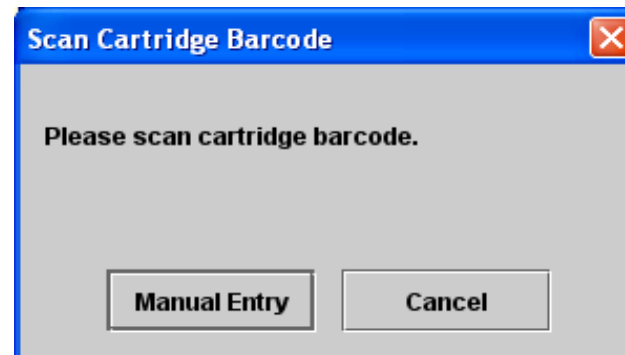 Scan Cartridge Barcode
Please scan cartridge barcode.
Manual Entry
Cancel